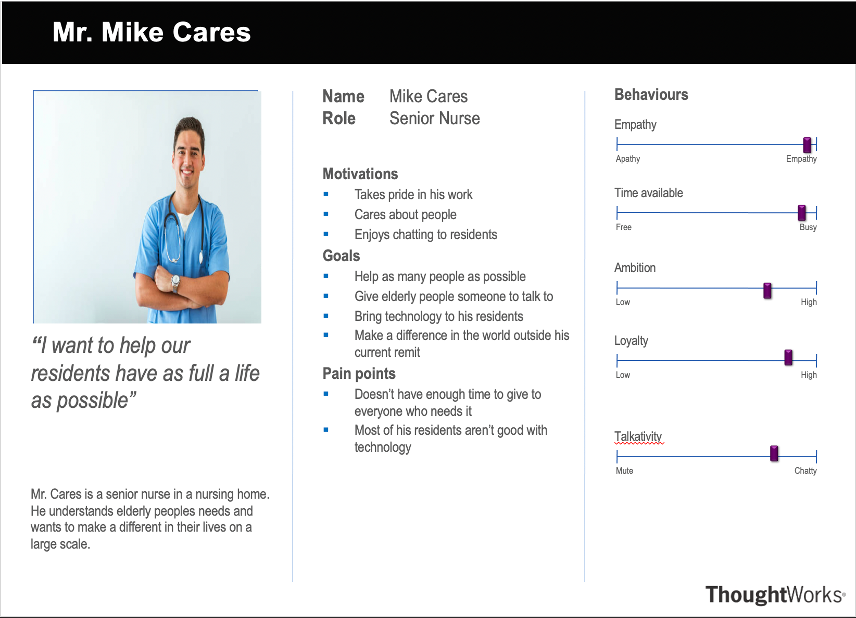 Mr. Mike Cares
“I want to help our
residents have as full a life
as possible”
Mr. Cares is a senior nurse in a nursing home.
He understands elderly peoples needs and
wants to make a different in their lives on a
large scale.
Name Mike Cares
Role Senior Nurse
Motivations
Takes pride in his work
Cares about people
Enjoys chatting to residents
Goals
Help as many people as possible
Give elderly people someone to talk to
Bring technology to his residents
Make a difference in the world outside his
current remit
Pain points
Doesn’t have enough time to give to
everyone who needs it
Most of his residents aren’t good with
technology
Behaviours
Empathy
Apathy Empathy
Time available
Free Busy
Ambition
Low High
Loyalty
Low High
Talkativity
Mute Chatty
ThoughtWorks®